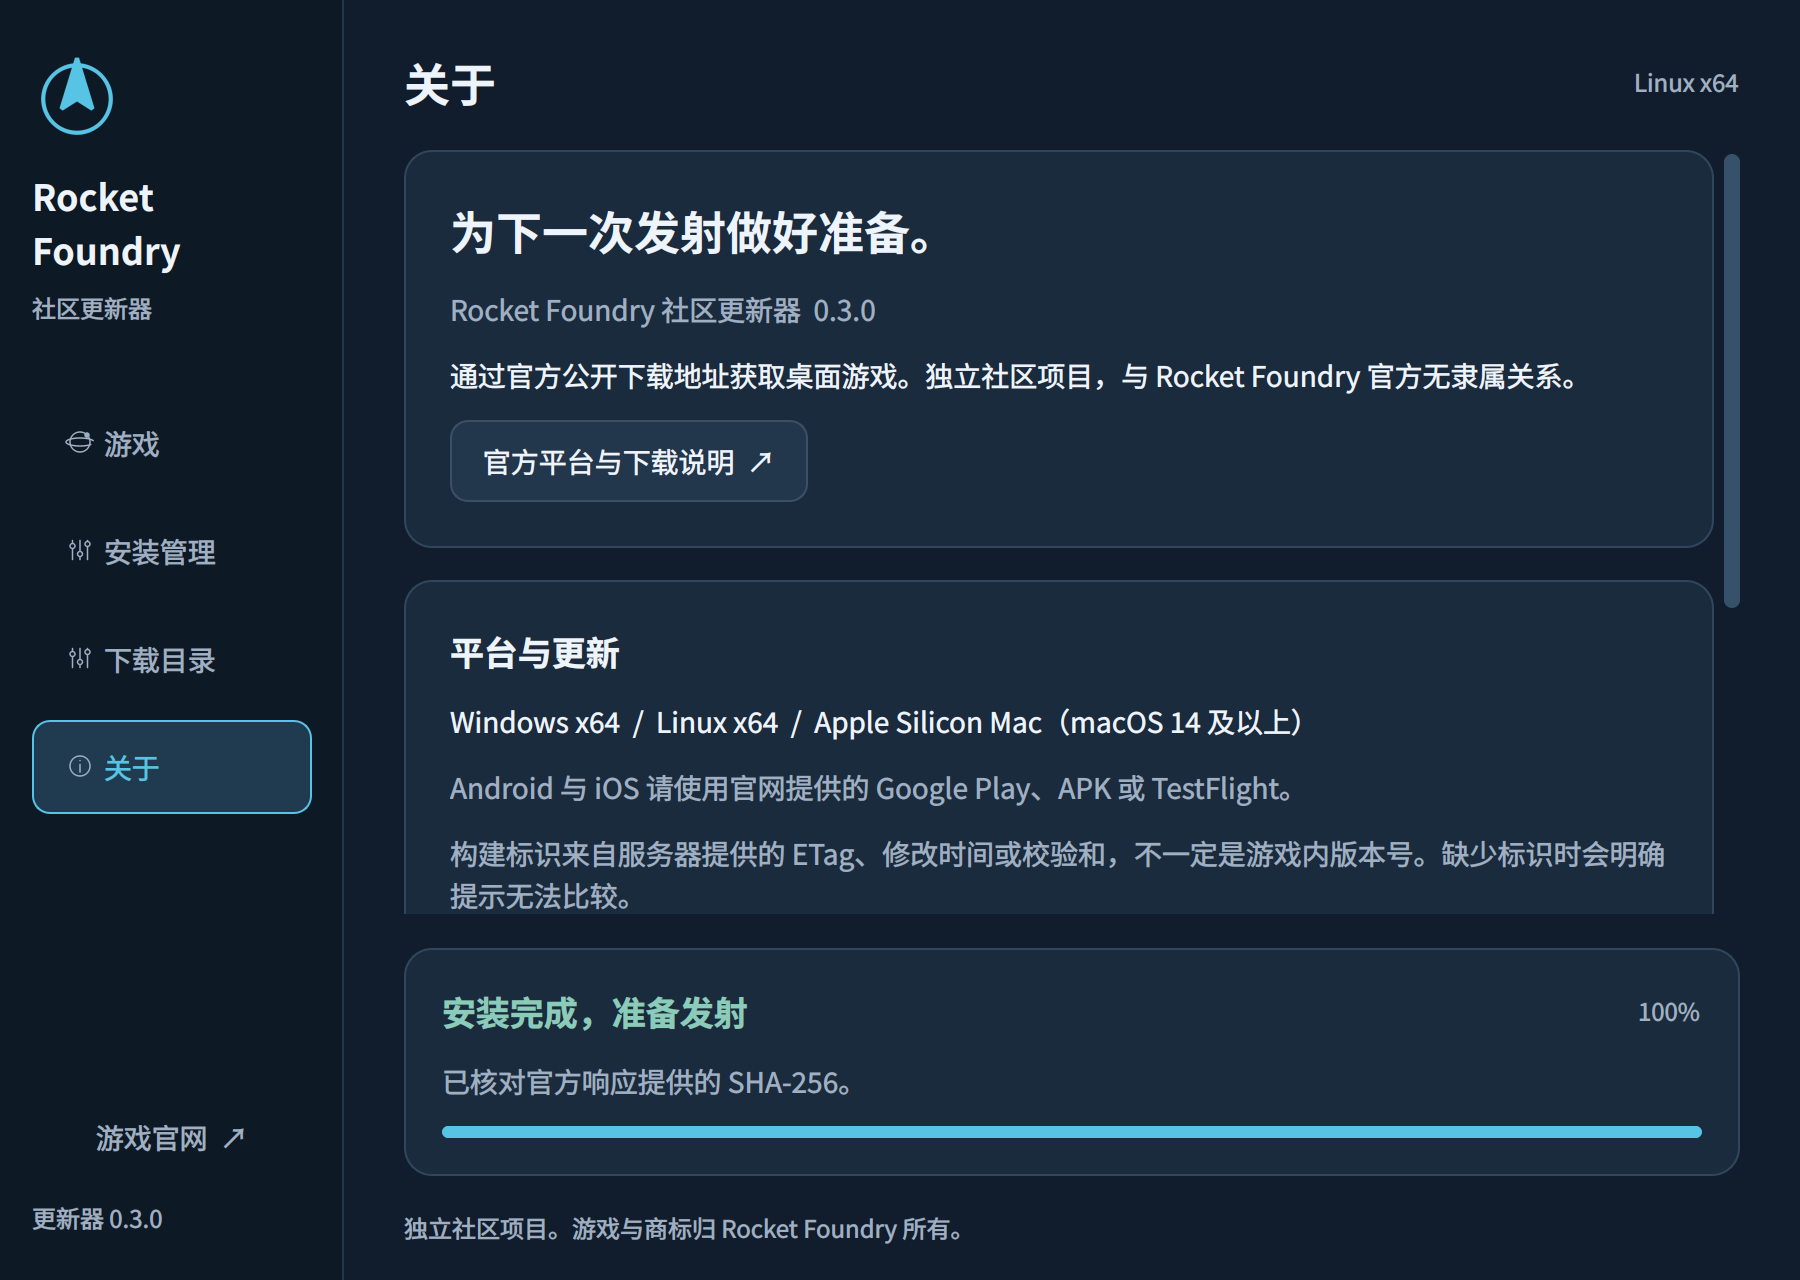 Rocket
Foundry
社区更新器
游戏
安装管理
下载目录
关于
游戏官网 ↗
更新器 0.3.0
关于
Linux x64
为下一次发射做好准备。
Rocket Foundry 社区更新器 0.3.0
通过官方公开下载地址获取桌面游戏。独立社区项目，与 Rocket Foundry 官方无隶属关系。
官方平台与下载说明 ↗
平台与更新
Windows x64 / Linux x64 / Apple Silicon Mac（macOS 14 及以上）
Android 与 iOS 请使用官网提供的 Google Play、APK 或 TestFlight。
构建标识来自服务器提供的 ETag、修改时间或校验和，不一定是游戏内版本号。缺少标识时会明确
提示无法比较。
安装完成，准备发射
100%
已核对官方响应提供的 SHA-256。
独立社区项目。游戏与商标归 Rocket Foundry 所有。